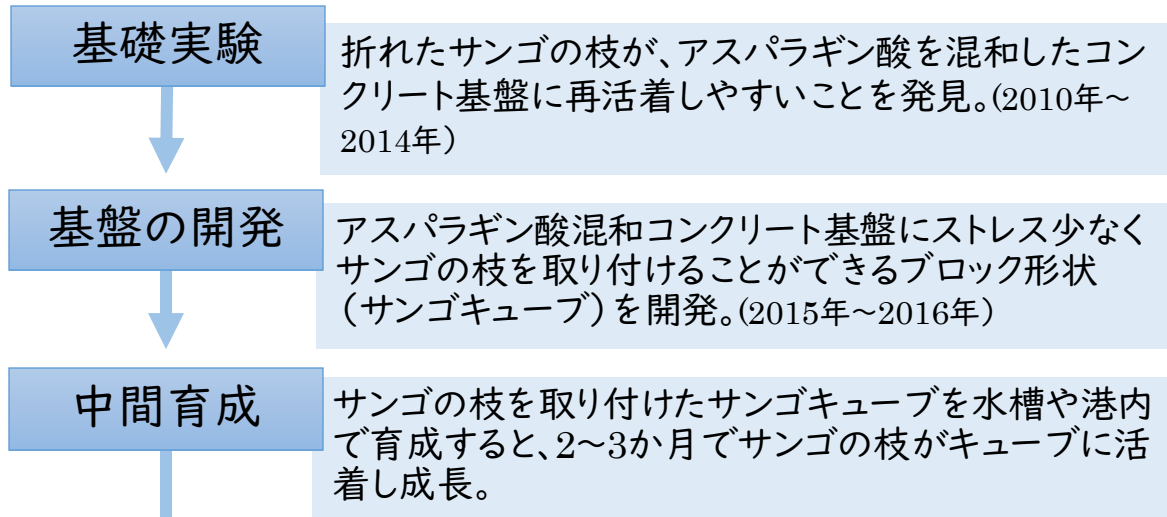 基礎実験
折れたサンゴの枝が、アスパラギン酸を混和したコン
クリート基盤に再活着しやすいことを発見。(2010年~
2014年)
基盤の開発
アスパラギン酸混和コンクリート基盤にストレス少なく
サンゴの枝を取り付けることができるブロック形状
(サンゴキューブ)を開発。(2015年~2016年)
中間育成
サンゴの枝を取り付けたサンゴキューブを水槽や港内
で育成すると、2~3か月でサンゴの枝がキューブに活
着し成長。